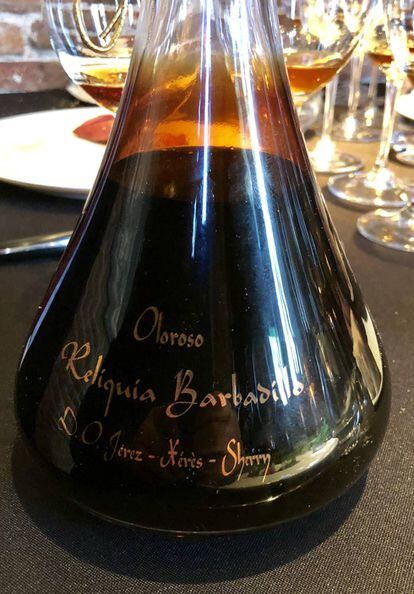 Oloroso
Reliquia Barbadillo
D.O Jerez - Xérès - Sherry